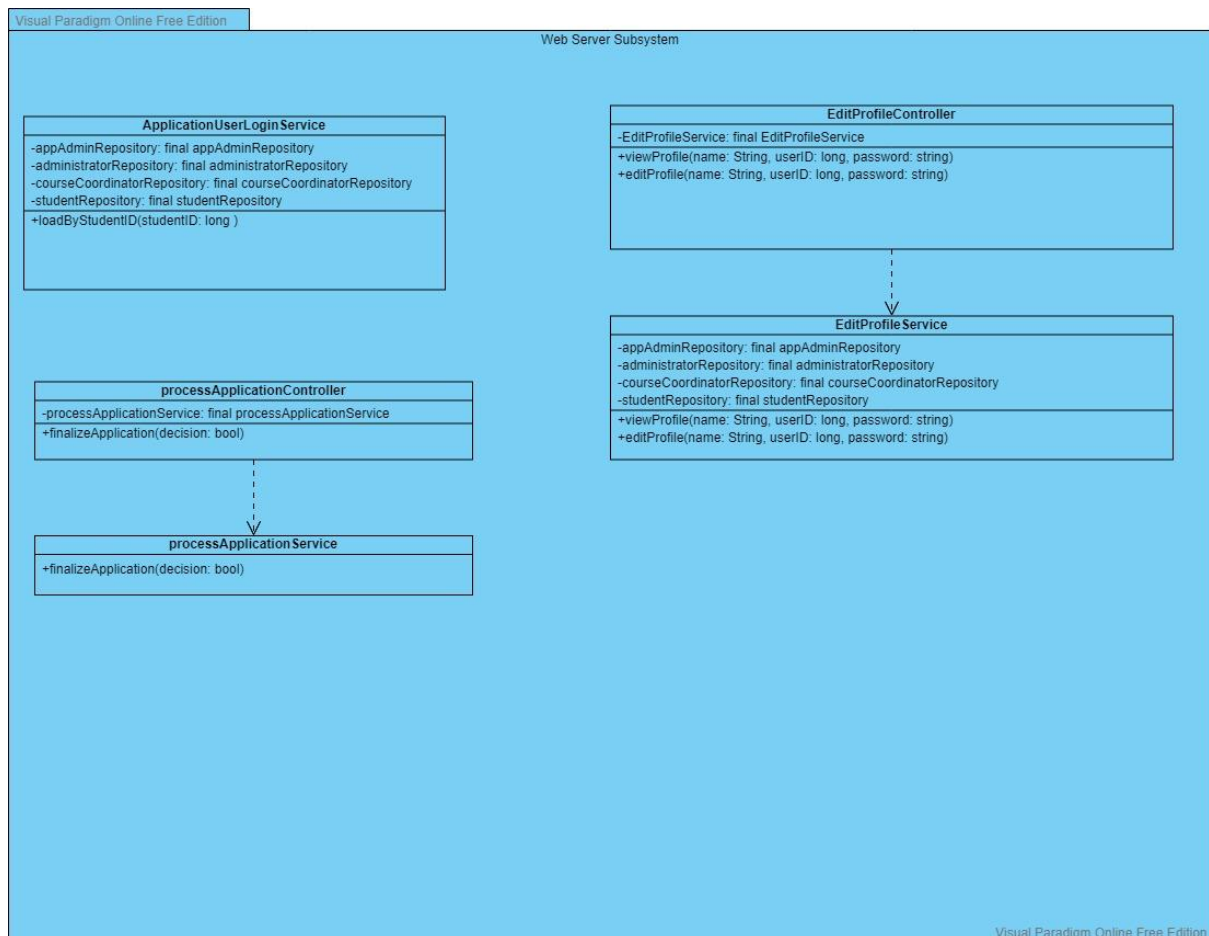 Visual Paradigm Online Free Edition
Web Server Subsystem
ApplicationUserLoginService
-appAdminRepository: final appAdminRepository
-administratorRepository: final administratorRepository
-courseCoordinatorRepository: final courseCoordinatorRepository
-studentRepository: final studentRepository
+loadByStudentID(studentID: long )
EditProfileController
-EditProfileService: final EditProfileService
+viewProfile(name: String, userID: long, password: string)
+editProfile(name: String, userID: long, password: string)
EditProfileService
-appAdminRepository: final appAdminRepository
-administratorRepository: final administratorRepository
-courseCoordinatorRepository: final courseCoordinatorRepository
-studentRepository: final studentRepository
+viewProfile(name: String, userID: long, password: string)
+editProfile(name: String, userID: long, password: string)
processApplicationController
-processApplicationService: final processApplicationService
+finalizeApplication(decision: bool)
processApplicationService
+finalizeApplication(decision: bool)
Visual Paradigm Online Free Edition